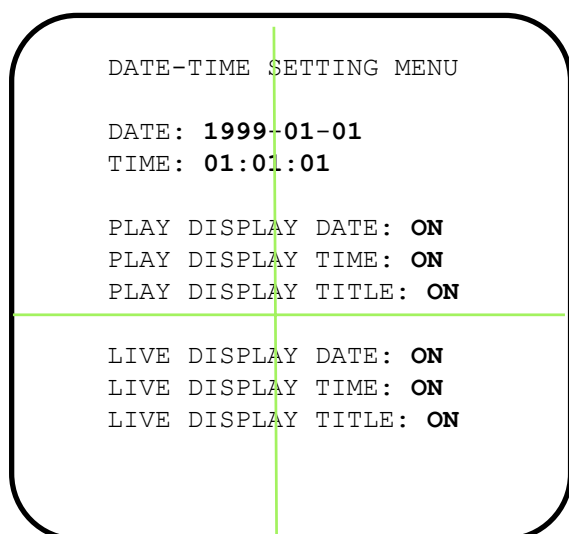 DATE-TIME SETTING MENU
DATE: 1999-01-01
TIME: 01:01:01
PLAY DISPLAY DATE: ON
PLAY DISPLAY TIME: ON
PLAY DISPLAY TITLE: ON
LIVE DISPLAY DATE: ON
LIVE DISPLAY TIME: ON
LIVE DISPLAY TITLE: ON